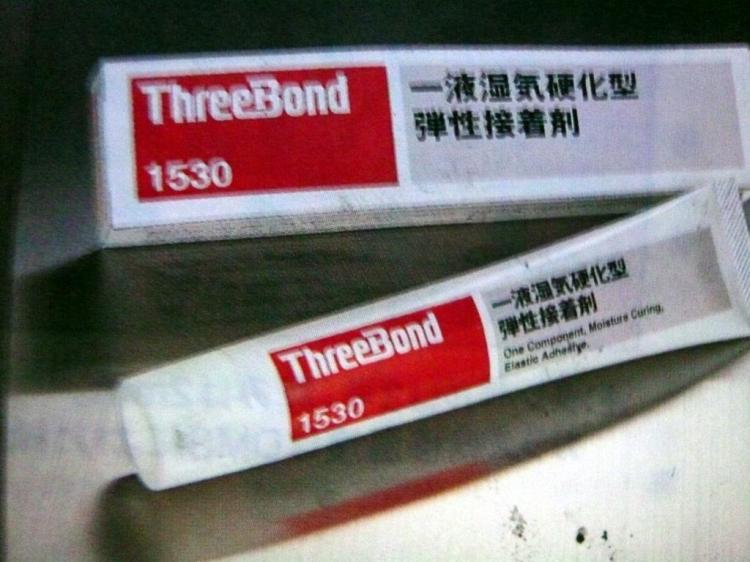 ThreeBond
1530
一液湿気硬化型
弾性接着剤
ThreeBond
1530
一液湿気硬化型
弾性接着剤
One Component, Moisture Curing,
Elastic Adhesive.